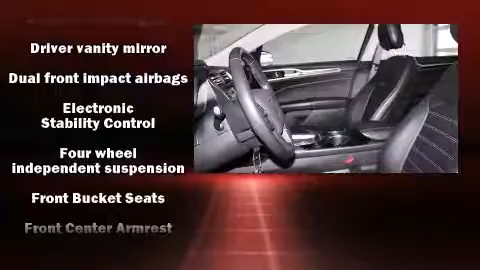 Driver vanity mirror
Dual front impact airbags
Electronic
Stability Control
Four wheel
independent suspension
Front Bucket Seats
Front Center Armrest